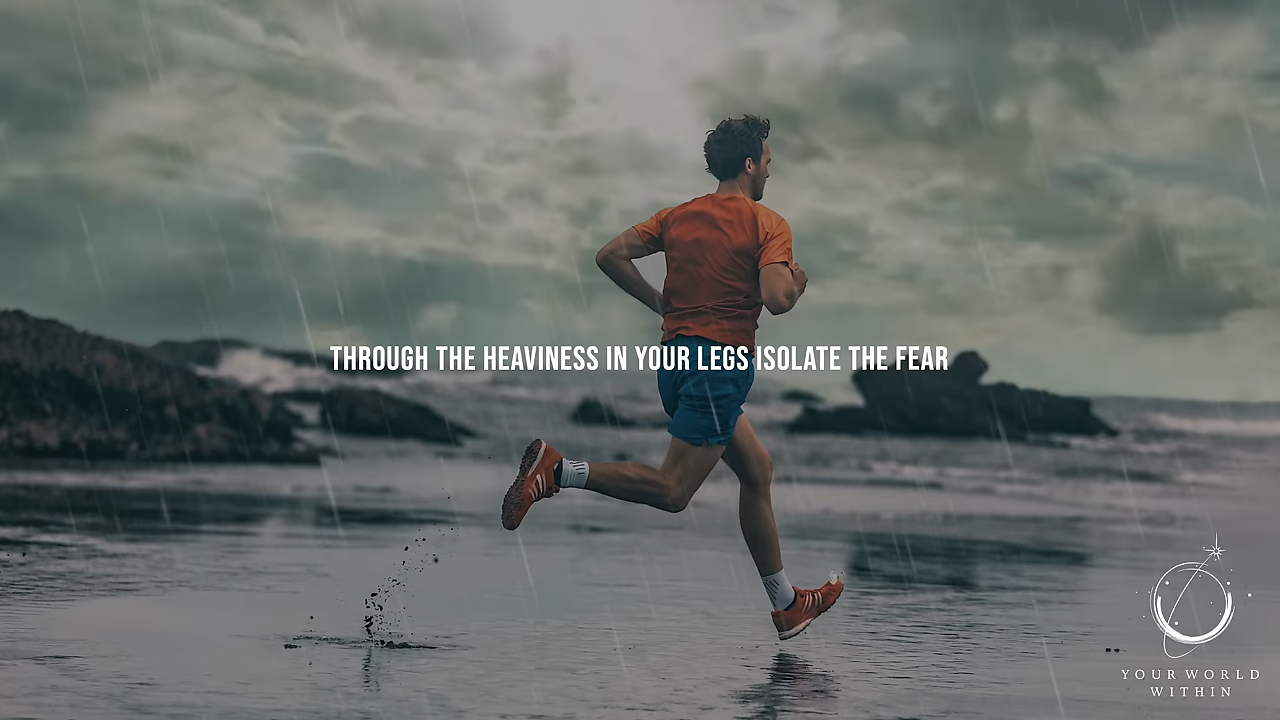 THROUGH THE HEAVINESS IN YOUR LEGS ISOLATE THE FEAR
YOUR WORLD
WITHIN